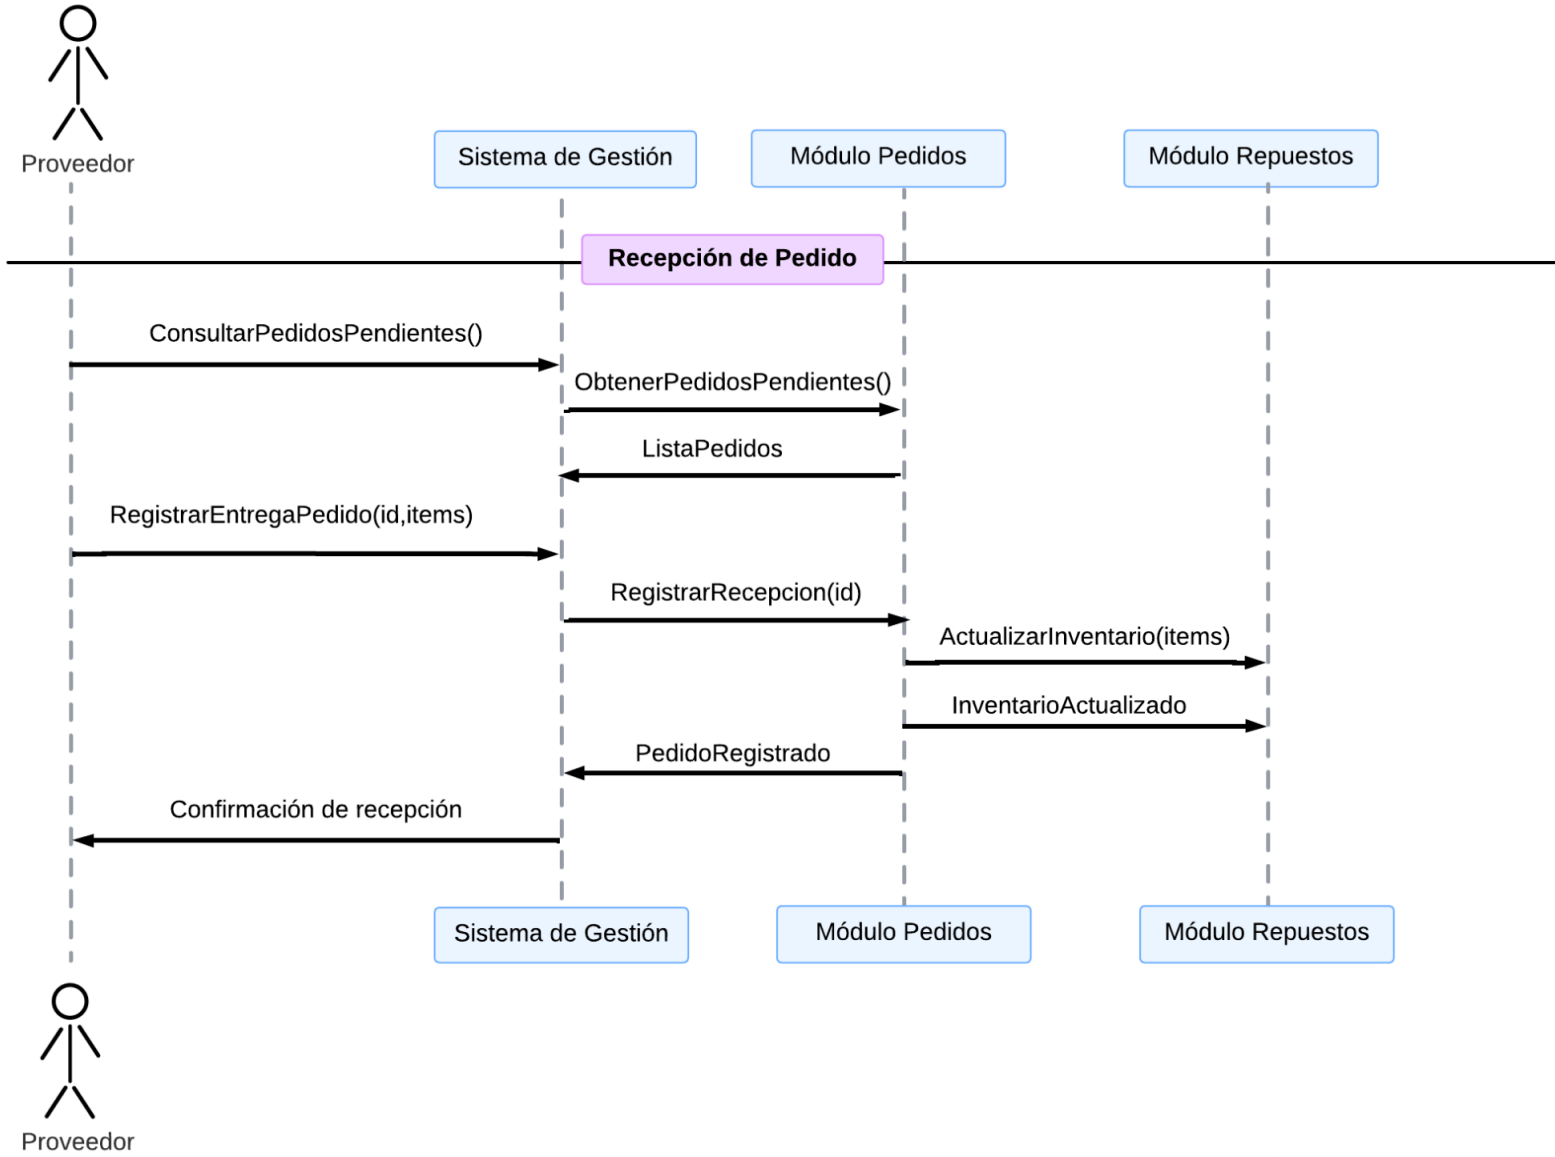 Proveedor
Sistema de Gestión
Módulo Pedidos
Módulo Repuestos
Recepción de Pedido
ConsultarPedidosPendientes()
ObtenerPedidosPendientes()
ListaPedidos
RegistrarEntregaPedido(id,items)
RegistrarRecepcion(id)
ActualizarInventario(items)
InventarioActualizado
PedidoRegistrado
Confirmación de recepción
Sistema de Gestión
Módulo Pedidos
Módulo Repuestos
Proveedor